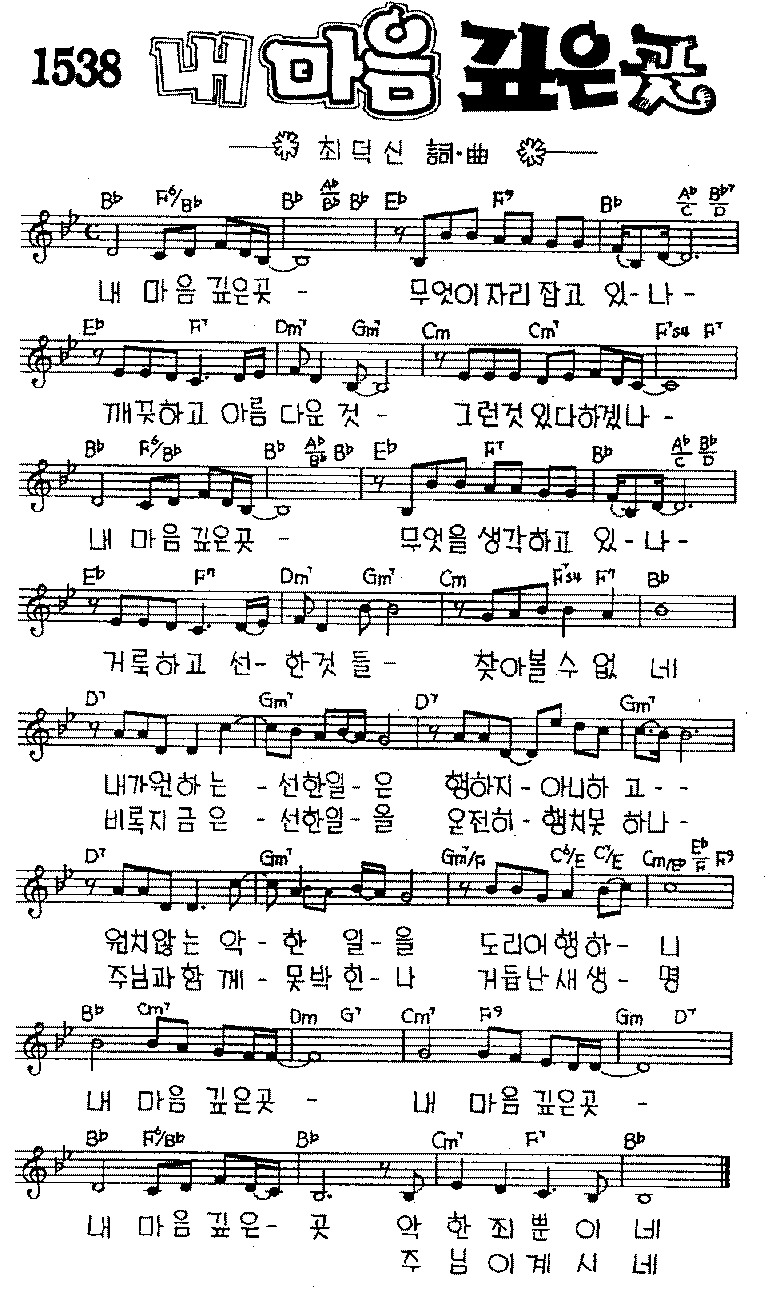 1538 내 마음 깊은곳
최덕신 詞·曲
B♭ F⁶/B♭ B♭ A♭/B♭ B♭ E♭ F⁹ B♭ A♭/C B♭⁷/D
내 마음 깊은곳 - 무엇이자리잡고 있-나-
E♭ F⁷ Dm⁷ Gm⁷ Cm Cm⁷ F⁷s4 F⁷
깨끗하고 아름 다운 것 - 그런것있다하겠나-
B♭ F⁶/B♭ B♭ A♭/B♭ B♭ E♭ F⁷ B♭ A♭/C B♭/D
내 마음 깊은곳 - 무엇을 생각하고 있-나-
E♭ F⁷ Dm⁷ Gm⁷ Cm F⁷s4 F⁷ B♭
거룩하고 선-한것 들- 찾아볼 수 없 네
D⁷ Gm⁷ D⁷ Gm⁷
내가원하 는 - 선한일- 은 행하지-아니하 고--
비록지금 은 - 선한일- 을 온전히-행치못 하나-
D⁷ Gm⁷ Gm⁷/F C⁶/E C⁷/E Cm/E♭ E♭/F F⁹
원치않는 악-한 일-을 도리어행하- 니
주님과함 께-못박 힌-나 거듭난새생- 명
B♭ Cm⁷ Dm G⁷ Cm⁷ F⁹ Gm D⁷
내 마음 깊은곳 - 내 마음 깊은곳 -
B♭ F⁶/B♭ B♭ Cm⁷ F⁷ B♭
내 마음 깊은- 곳 악 한 죄 뿐 이 네
주 님 이 계 시 네